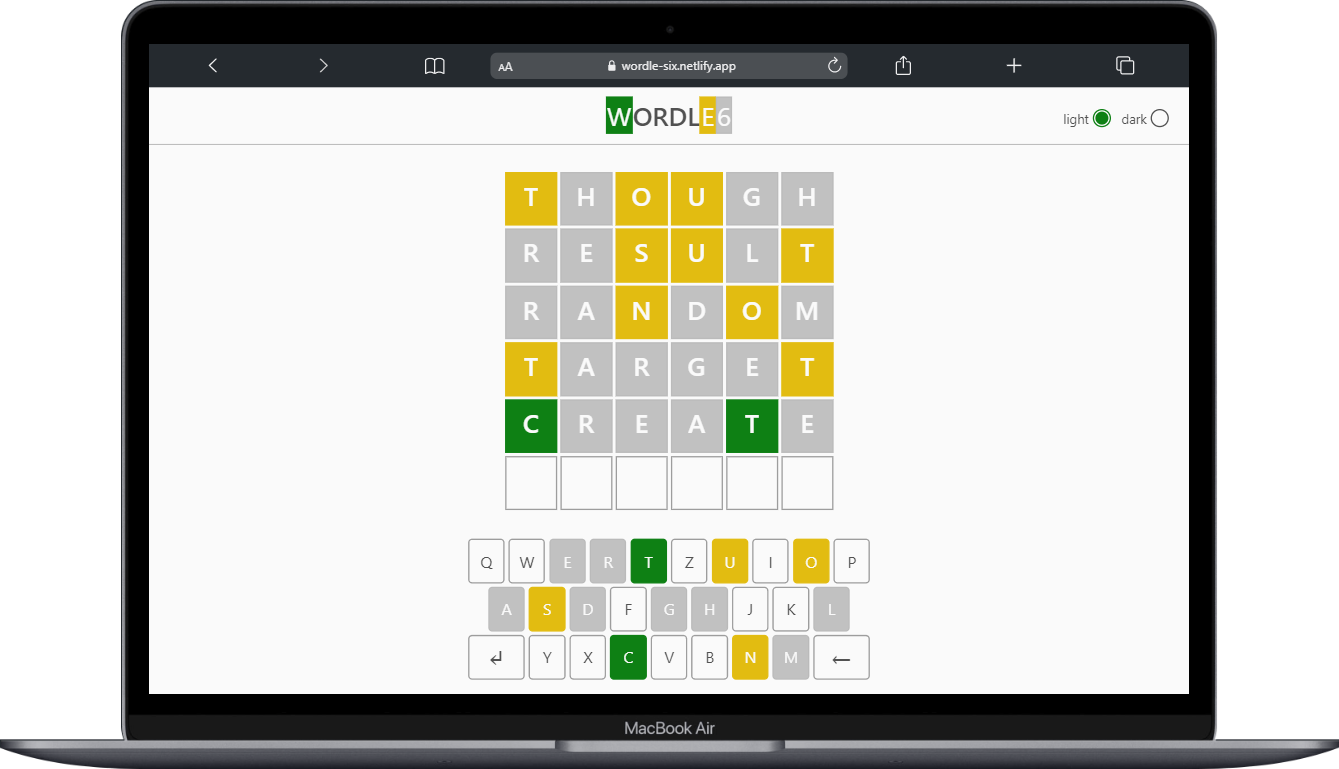 AA wordle-six.netlify.app
WORDLE6
light dark
T H O U G H
R E S U L T
R A N D O M
T A R G E T
C R E A T E
Q W E R T Z U I O P
A S D F G H J K L
↵ Y X C V B N M ←
MacBook Air